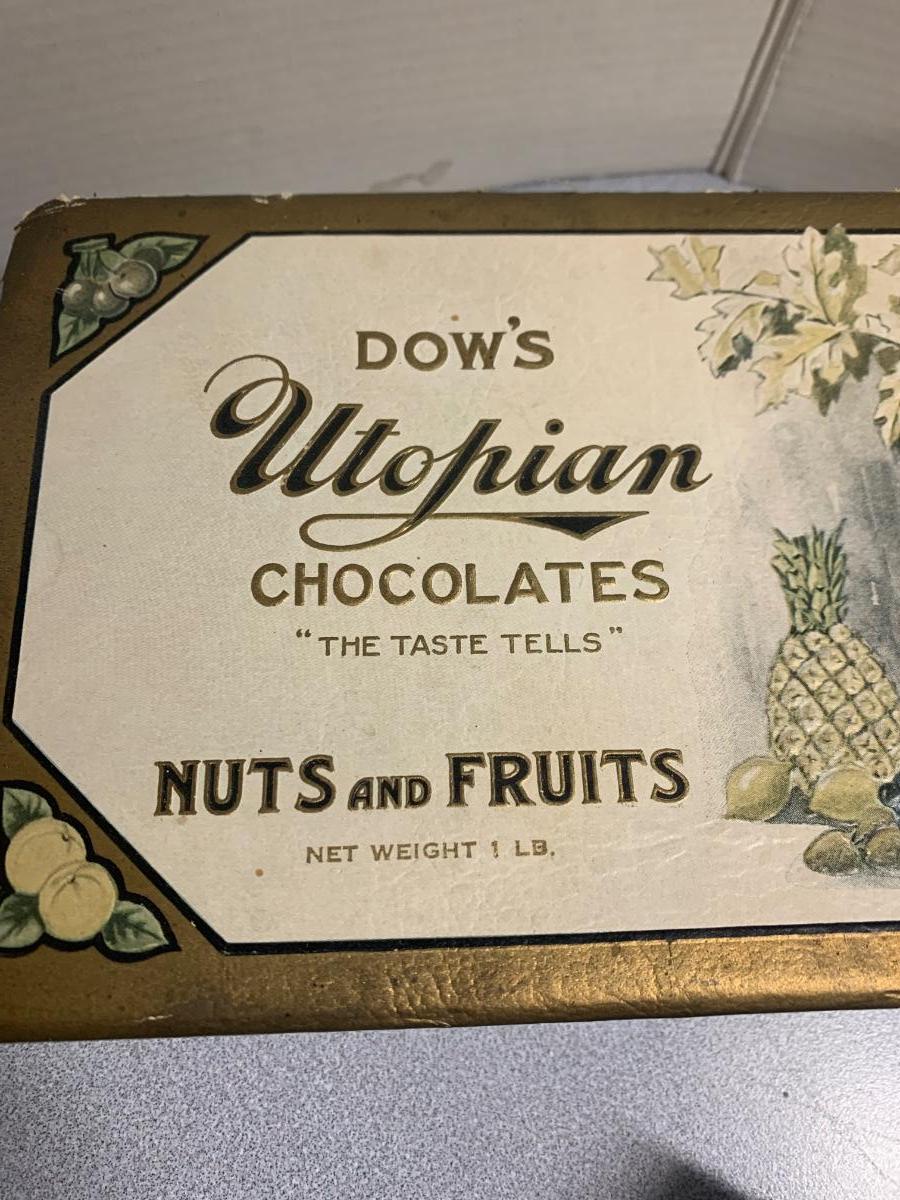 DOW'S
Utopian
CHOCOLATES
"THE TASTE TELLS"
NUTS AND FRUITS
NET WEIGHT 1 LB.